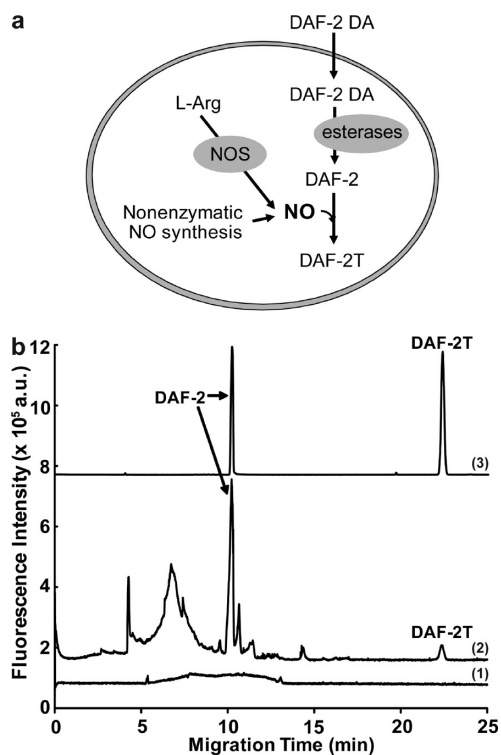 a
DAF-2 DA
DAF-2 DA
L-Arg
esterases
NOS
DAF-2
Nonenzymatic
NO synthesis
NO
DAF-2T
b
Fluorescence Intensity (x 10⁵ a.u.)
12
10
8
6
4
2
0
DAF-2T
DAF-2
(3)
DAF-2T
(2)
(1)
0 5 10 15 20 25
Migration Time (min)